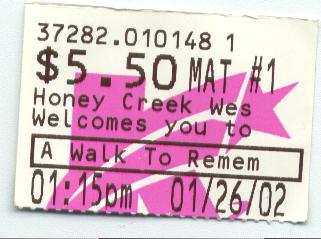 37282.010148 1
$5.50 MAT #1
Honey Creek Wes
Welcomes you to
A Walk To Remem
01:15pm 01/26/02